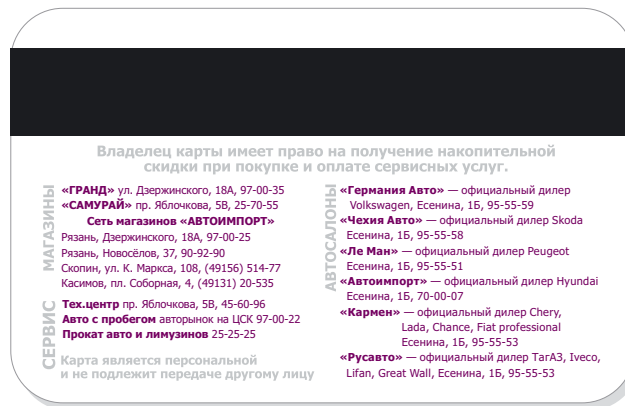 Владелец карты имеет право на получение накопительной
скидки при покупке и оплате сервисных услуг.
МАГАЗИНЫ
«ГРАНД» ул. Дзержинского, 18А, 97-00-35
«САМУРАЙ» пр. Яблочкова, 5В, 25-70-55
Сеть магазинов «АВТОИМПОРТ»
Рязань, Дзержинского, 18А, 97-00-25
Рязань, Новосёлов, 37, 90-92-90
Скопин, ул. К. Маркса, 108, (49156) 514-77
Касимов, пл. Соборная, 4, (49131) 20-535
СЕРВИС
Тех.центр пр. Яблочкова, 5В, 45-60-96
Авто с пробегом авторынок на ЦСК 97-00-22
Прокат авто и лимузинов 25-25-25
Карта является персональной
и не подлежит передаче другому лицу
АВТОСАЛОНЫ
«Германия Авто» — официальный дилер
Volkswagen, Есенина, 1Б, 95-55-59
«Чехия Авто» — официальный дилер Skoda
Есенина, 1Б, 95-55-58
«Ле Ман» — официальный дилер Peugeot
Есенина, 1Б, 95-55-51
«Автоимпорт» — официальный дилер Hyundai
Есенина, 1Б, 70-00-07
«Кармен» — официальный дилер Chery,
Lada, Chance, Fiat professional
Есенина, 1Б, 95-55-53
«Русавто» — официальный дилер ТагАЗ, Iveco,
Lifan, Great Wall, Есенина, 1Б, 95-55-53